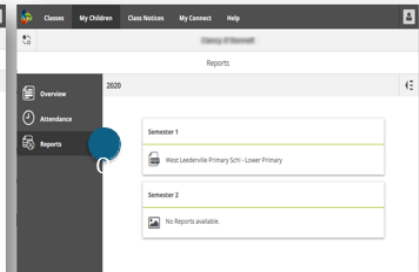 Classes My Children Class Notices My Connect Help
Reports
2020
Overview
Attendance
Reports
Semester 1
West Leederville Primary Schl - Lower Primary
Semester 2
No Reports available.